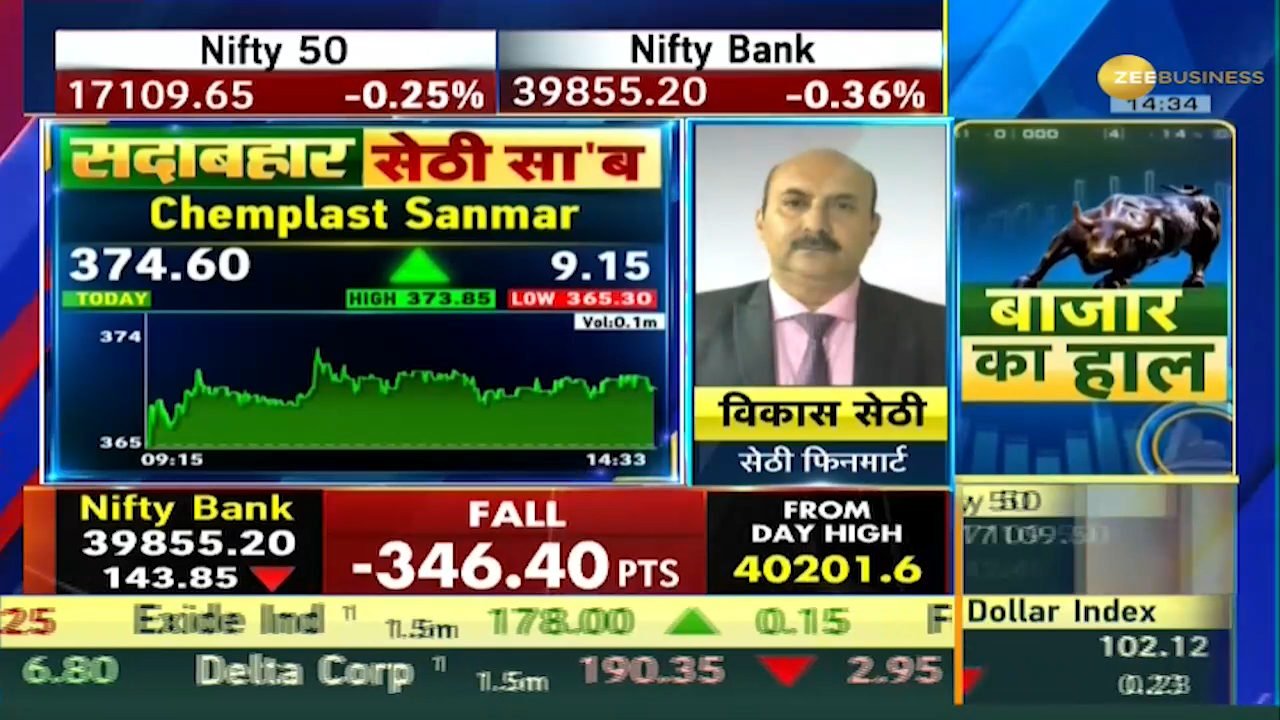 Nifty 50
Nifty Bank
17109.65 -0.25%
39855.20 -0.36%
ZEEBUSINESS
14:34
सदाबहार सेठी सा'ब
Chemplast Sanmar
374.60 9.15
TODAY HIGH 373.85 LOW 365.30
Vol:0.1m
374
365
09:15 14:33
विकास सेठी
सेठी फिनमार्ट
बाजार
का हाल
Nifty Bank
39855.20
143.85
FALL
-346.40 PTS
FROM
DAY HIGH
40201.6
25 Exide Ind 1.5m 178.00 0.15 F
6.80 Delta Corp 1.5m 190.35 2.95
y 50
Dollar Index
102.12
0.23